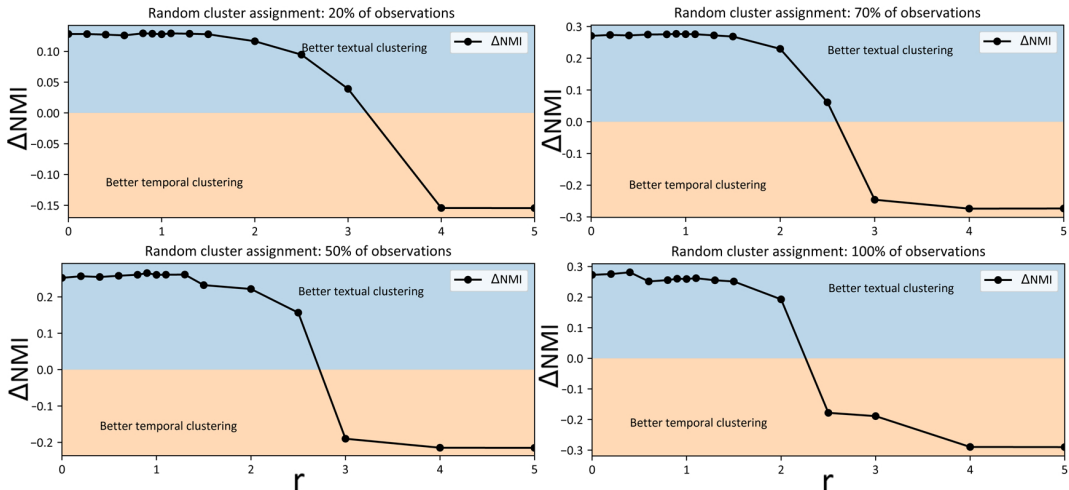 Random cluster assignment: 20% of observations
ΔNMI
0.10
0.05
0.00
−0.05
−0.10
−0.15
Better textual clustering
ΔNMI
Better temporal clustering
0 1 2 3 4 5
Random cluster assignment: 70% of observations
ΔNMI
0.3
0.2
0.1
0.0
−0.1
−0.2
−0.3
Better textual clustering
ΔNMI
Better temporal clustering
0 1 2 3 4 5
Random cluster assignment: 50% of observations
ΔNMI
0.2
0.1
0.0
−0.1
−0.2
Better textual clustering
ΔNMI
Better temporal clustering
0 1 2 3 4 5
r
Random cluster assignment: 100% of observations
ΔNMI
0.3
0.2
0.1
0.0
−0.1
−0.2
−0.3
Better textual clustering
ΔNMI
Better temporal clustering
0 1 2 3 4 5
r